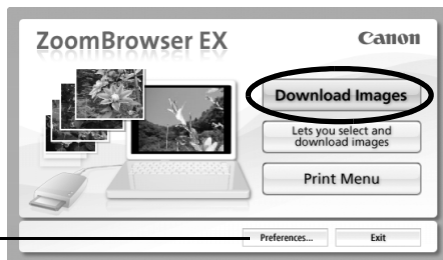 ZoomBrowser EX
Canon
Download Images
Lets you select and
download images
Print Menu
Preferences...
Exit